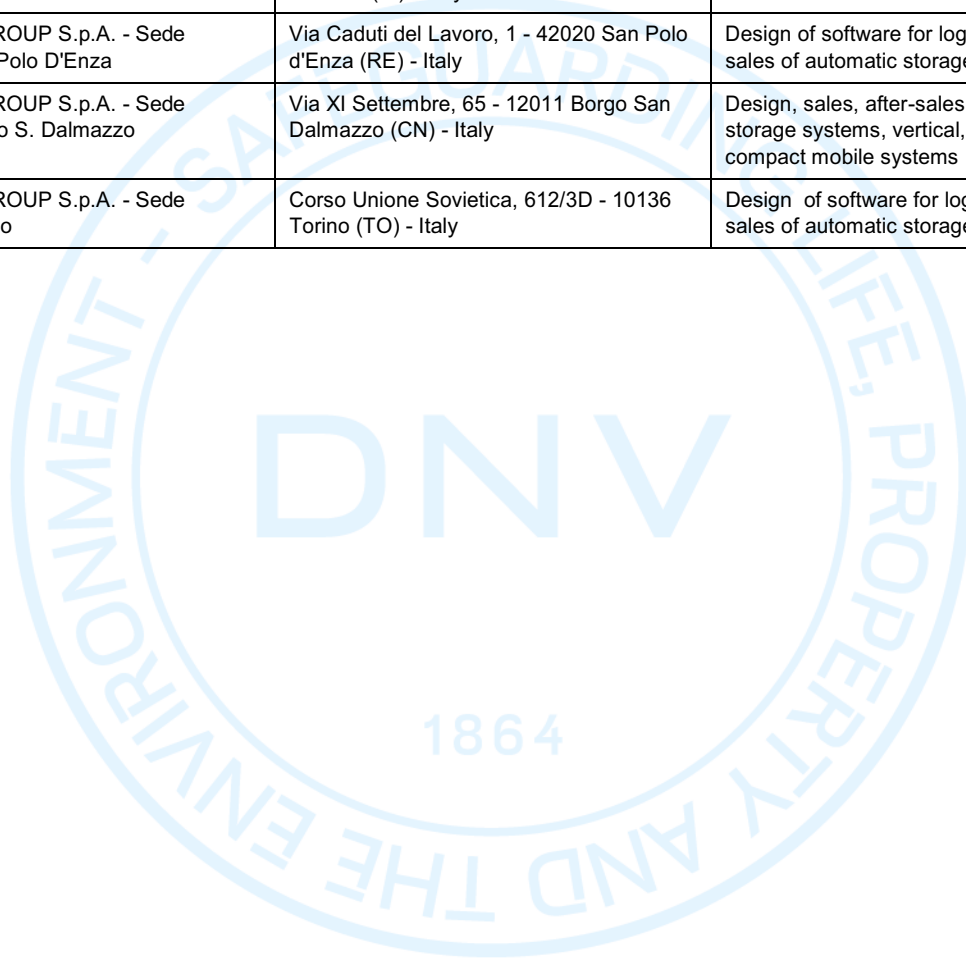 ROUP S.p.A. - Sede
Polo D'Enza
Via Caduti del Lavoro, 1 - 42020 San Polo
d'Enza (RE) - Italy
Design of software for log
sales of automatic storage
ROUP S.p.A. - Sede
o S. Dalmazzo
Via XI Settembre, 65 - 12011 Borgo San
Dalmazzo (CN) - Italy
Design, sales, after-sales
storage systems, vertical,
compact mobile systems
ROUP S.p.A. - Sede
o
Corso Unione Sovietica, 612/3D - 10136
Torino (TO) - Italy
Design  of software for log
sales of automatic storage
SAFEGUARDING LIFE, PROPERTY AND THE ENVIRONMENT -
DNV
1864